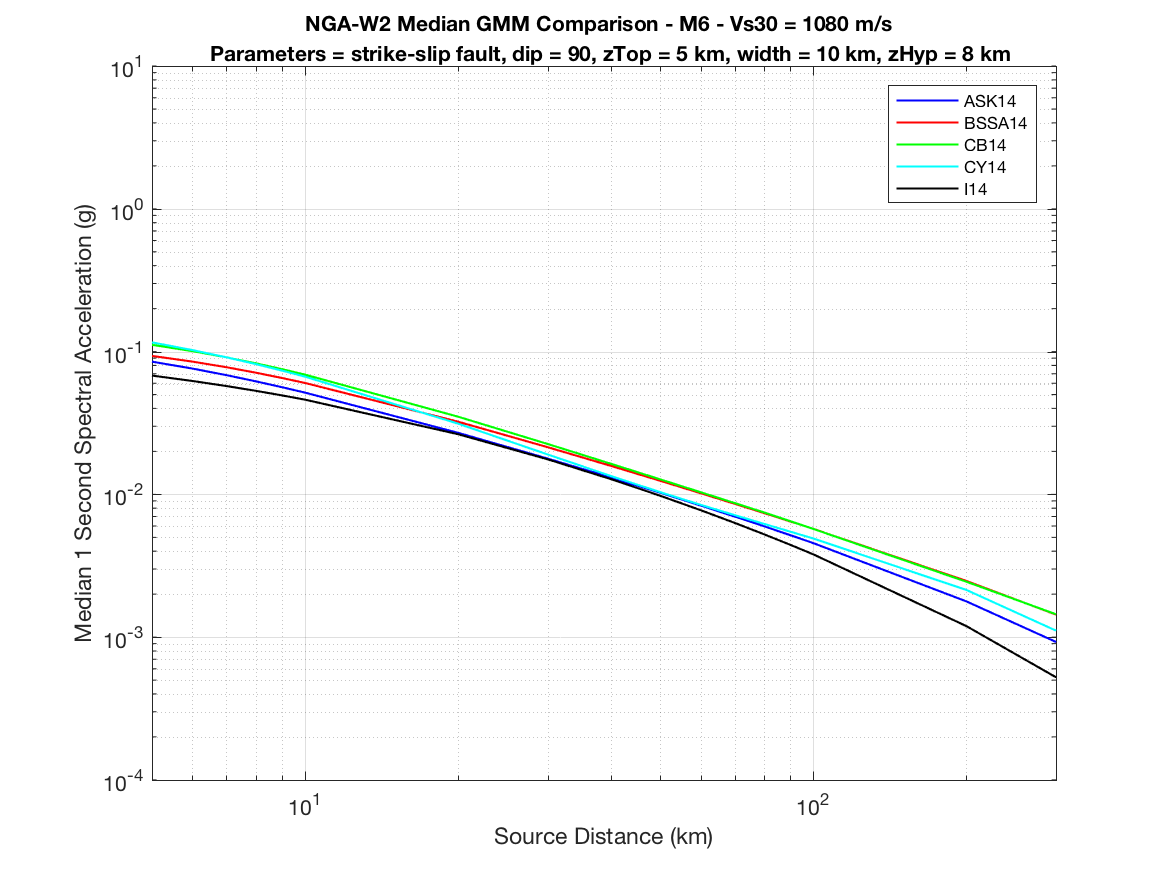 NGA-W2 Median GMM Comparison - M6 - Vs30 = 1080 m/s
Parameters = strike-slip fault, dip = 90, zTop = 5 km, width = 10 km, zHyp = 8 km
10^1
10^0
10^-1
10^-2
10^-3
10^-4
Median 1 Second Spectral Acceleration (g)
ASK14
BSSA14
CB14
CY14
I14
10^1
10^2
Source Distance (km)